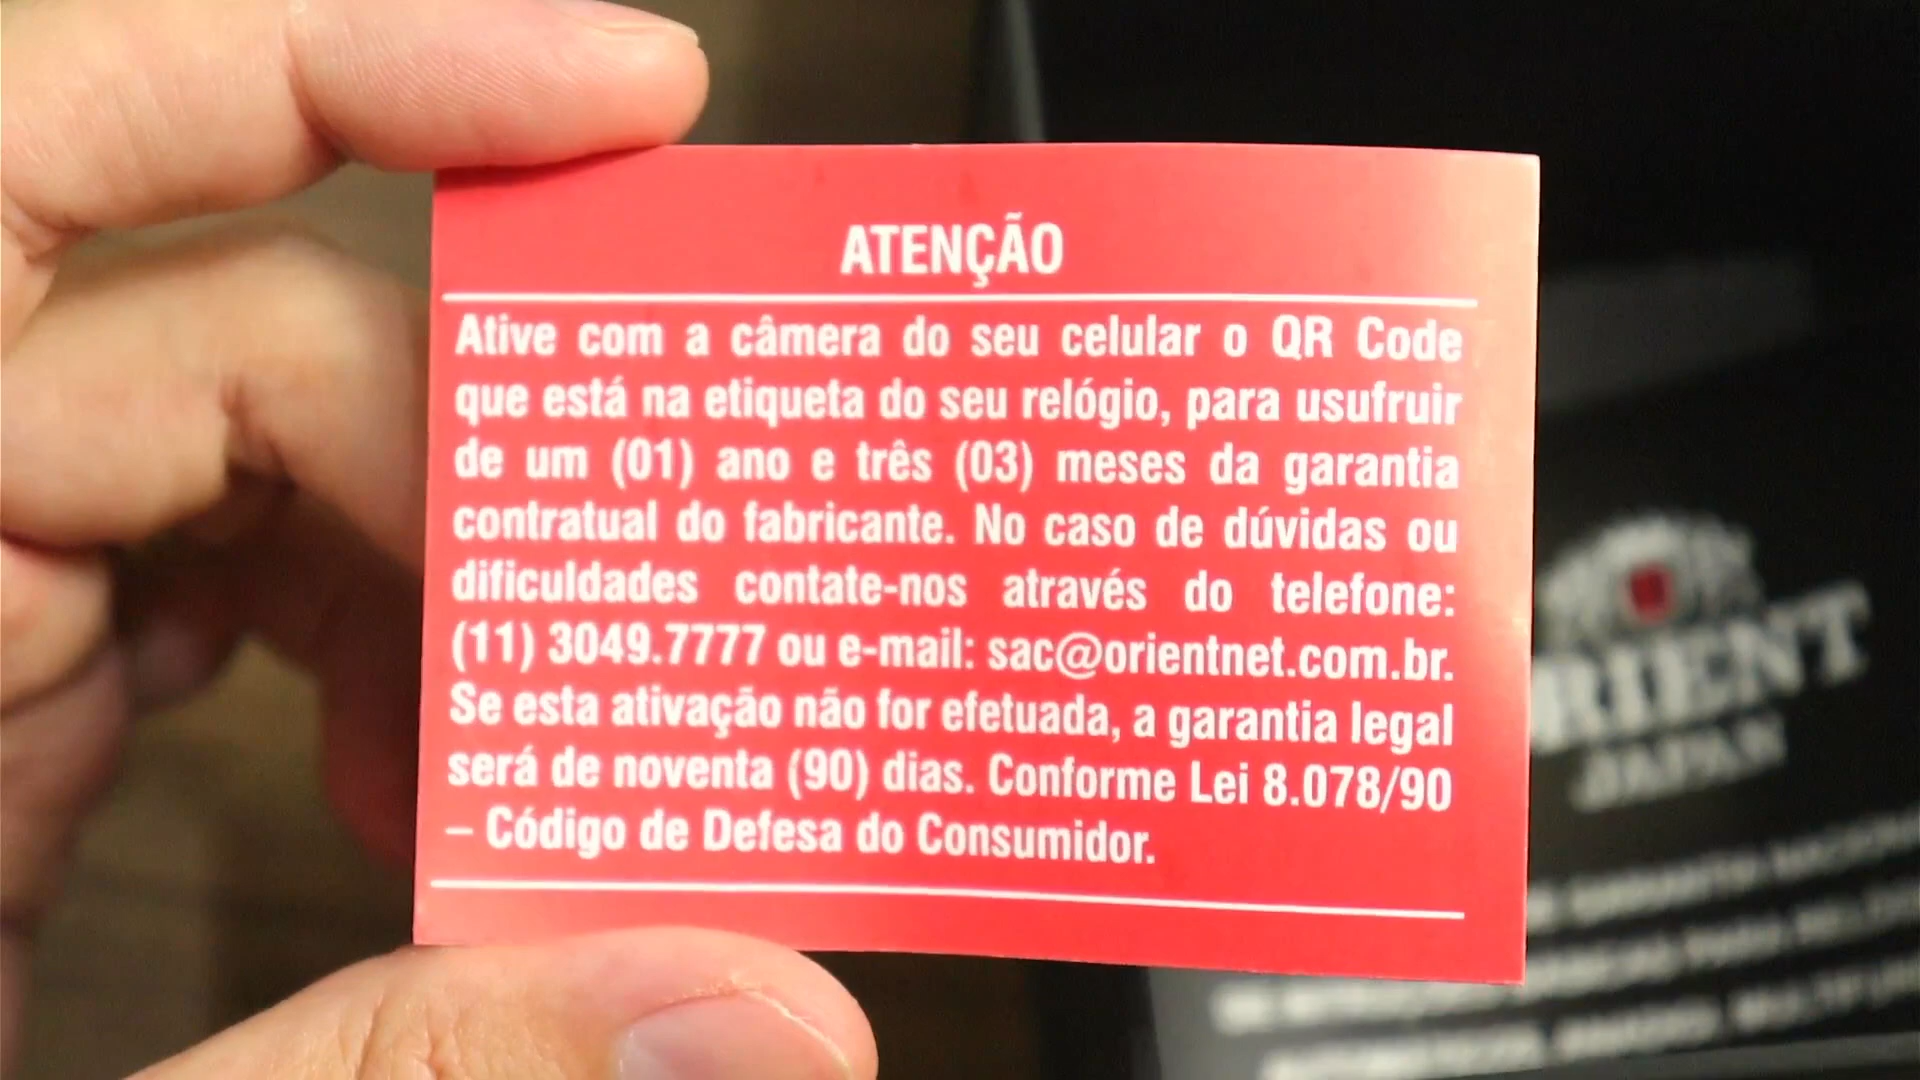 ATENÇÃO
Ative com a câmera do seu celular o QR Code
que está na etiqueta do seu relógio, para usufruir
de um (01) ano e três (03) meses da garantia
contratual do fabricante. No caso de dúvidas ou
dificuldades contate-nos através do telefone:
(11) 3049.7777 ou e-mail: sac@orientnet.com.br.
Se esta ativação não for efetuada, a garantia legal
será de noventa (90) dias. Conforme Lei 8.078/90
– Código de Defesa do Consumidor.
RIENT
JAPAN